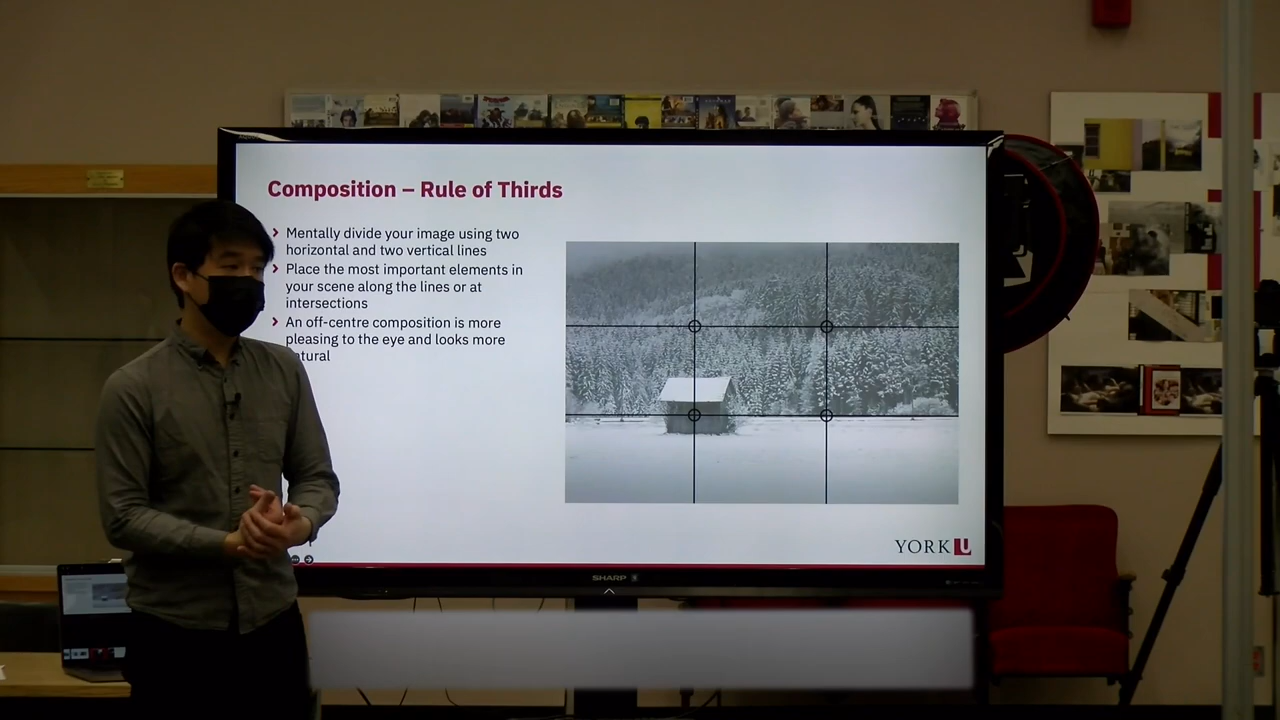 Composition – Rule of Thirds
Mentally divide your image using two
horizontal and two vertical lines
Place the most important elements in
your scene along the lines or at
intersections
An off-centre composition is more
pleasing to the eye and looks more
YORK U
SHARP